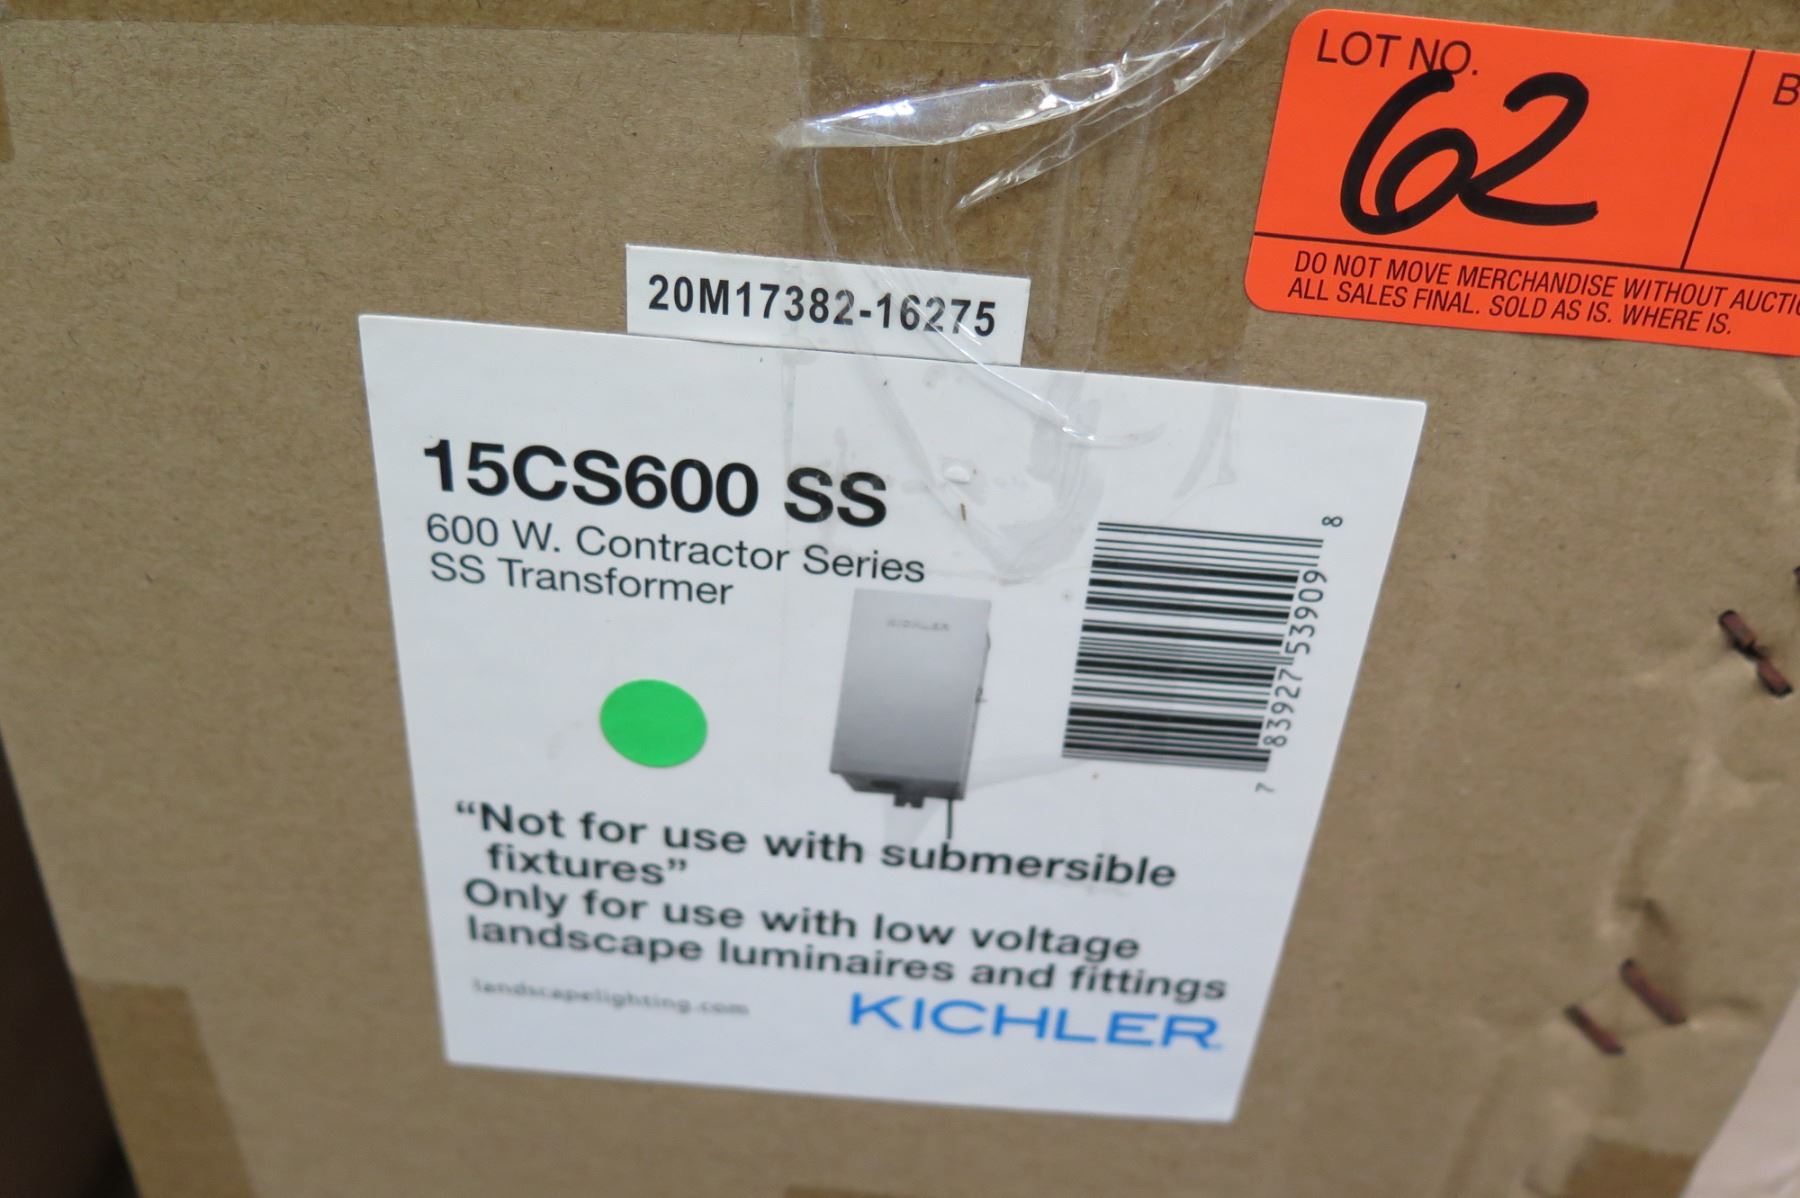 LOT NO.
62
DO NOT MOVE MERCHANDISE WITHOUT
ALL SALES FINAL. SOLD AS IS. WHERE IS.
20M17382-16275
15CS600 SS
600 W. Contractor Series
SS Transformer
KICHLER
7 83927 53909 8
“Not for use with submersible
fixtures”
Only for use with low voltage
landscape luminaires and fittings
landscapelighting.com
KICHLER